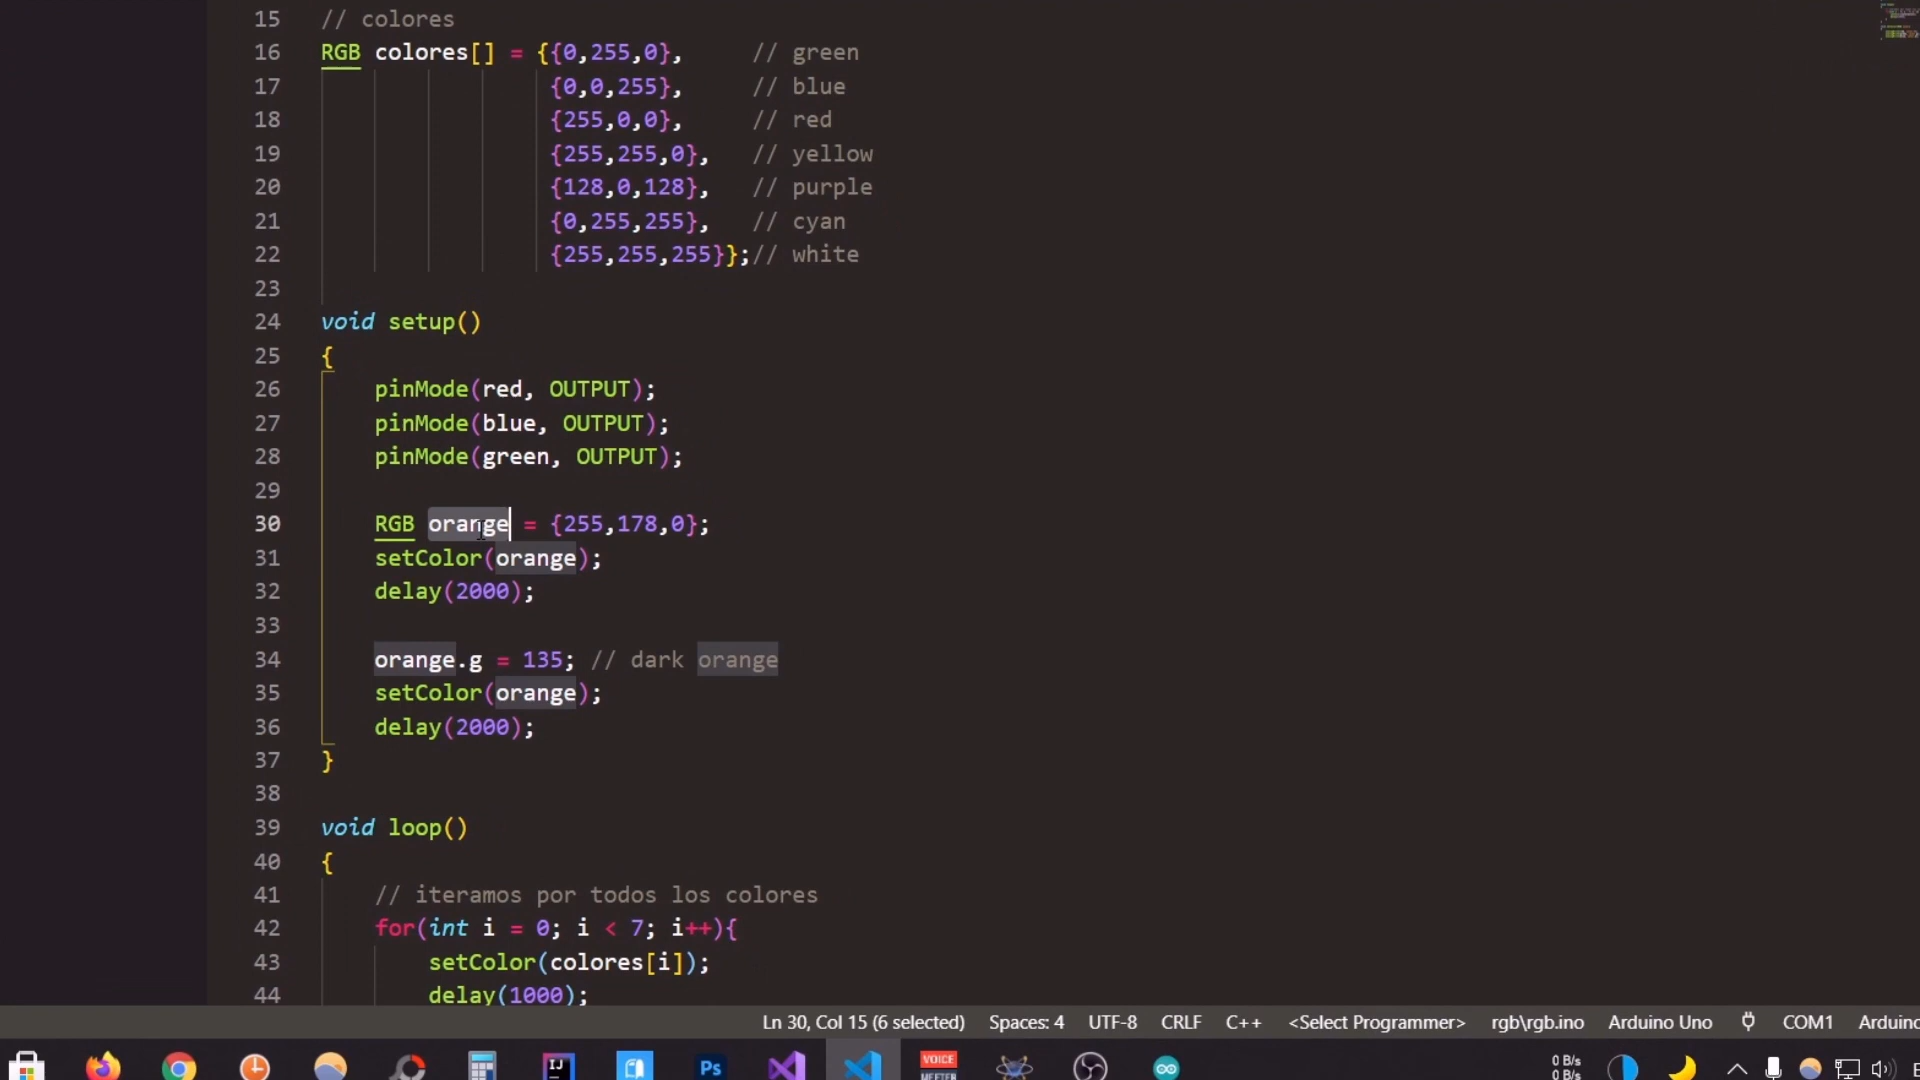 15 // colores
16 RGB colores[] = {{0,255,0}, // green
17 {0,0,255}, // blue
18 {255,0,0}, // red
19 {255,255,0}, // yellow
20 {128,0,128}, // purple
21 {0,255,255}, // cyan
22 {255,255,255}};// white
23
24 void setup()
25 {
26 pinMode(red, OUTPUT);
27 pinMode(blue, OUTPUT);
28 pinMode(green, OUTPUT);
29
30 RGB orange = {255,178,0};
31 setColor(orange);
32 delay(2000);
33
34 orange.g = 135; // dark orange
35 setColor(orange);
36 delay(2000);
37 }
38
39 void loop()
40 {
41 // iteramos por todos los colores
42 for(int i = 0; i < 7; i++){
43 setColor(colores[i]);
44 delay(1000);
Ln 30, Col 15 (6 selected) Spaces: 4 UTF-8 CRLF C++ <Select Programmer> rgb\rgb.ino Arduino Uno COM1 Arduino
IJ Ps VOICE MEETER 0 B/s
0 B/s